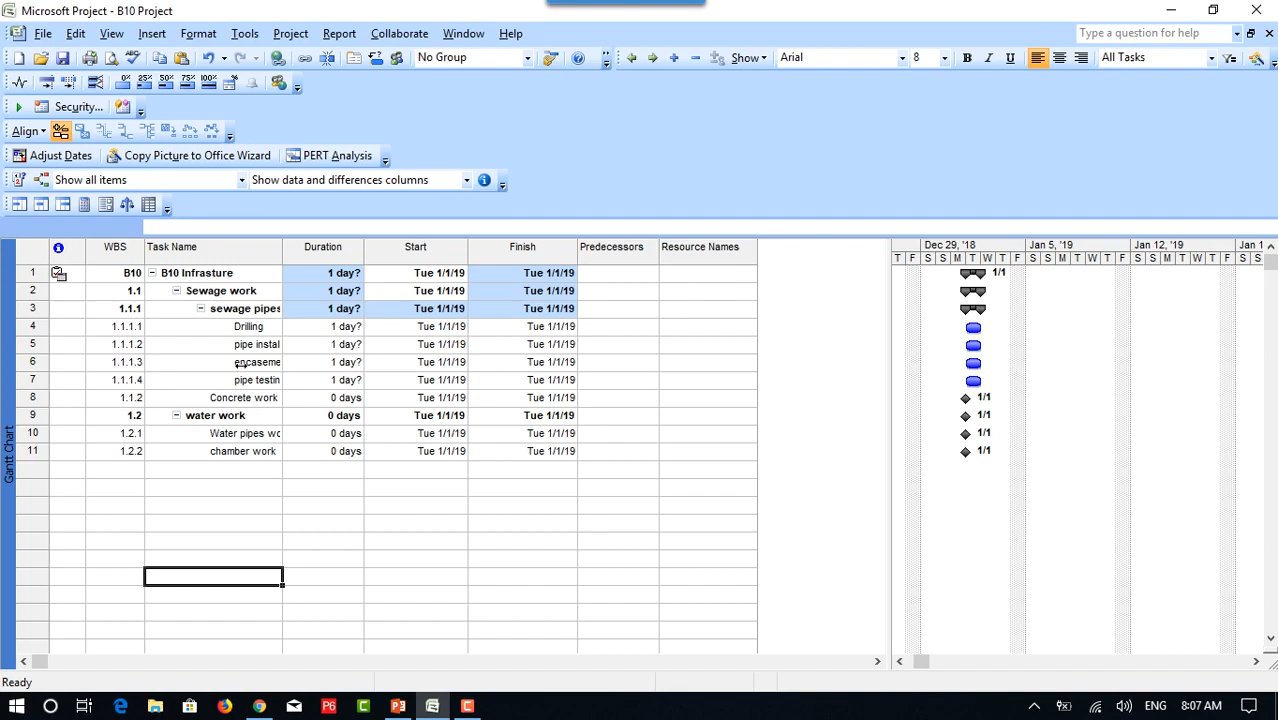 Microsoft Project - B10 Project
File Edit View Insert Format Tools Project Report Collaborate Window Help Type a question for help
No Group Show Arial 8 B I U All Tasks
0% 25% 50% 75% 100%
Security...
Align
Adjust Dates Copy Picture to Office Wizard PERT Analysis
Show all items Show data and differences columns
WBS Task Name Duration Start Finish Predecessors Resource Names Dec 29, '18 Jan 5, '19 Jan 12, '19 Jan 1
T F S S M T W T F S S M T W T F S S M T W T F S S
1 B10 B10 Infrasture 1 day? Tue 1/1/19 Tue 1/1/19 1/1
2 1.1 Sewage work 1 day? Tue 1/1/19 Tue 1/1/19
3 1.1.1 sewage pipes 1 day? Tue 1/1/19 Tue 1/1/19
4 1.1.1.1 Drilling 1 day? Tue 1/1/19 Tue 1/1/19
5 1.1.1.2 pipe instal 1 day? Tue 1/1/19 Tue 1/1/19
6 1.1.1.3 encaseme 1 day? Tue 1/1/19 Tue 1/1/19
7 1.1.1.4 pipe testin 1 day? Tue 1/1/19 Tue 1/1/19
8 1.1.2 Concrete work 0 days Tue 1/1/19 Tue 1/1/19 1/1
9 1.2 water work 0 days Tue 1/1/19 Tue 1/1/19 1/1
10 1.2.1 Water pipes wo 0 days Tue 1/1/19 Tue 1/1/19 1/1
11 1.2.2 chamber work 0 days Tue 1/1/19 Tue 1/1/19 1/1
Gantt Chart
Ready
P6 C P3 C ENG 8:07 AM